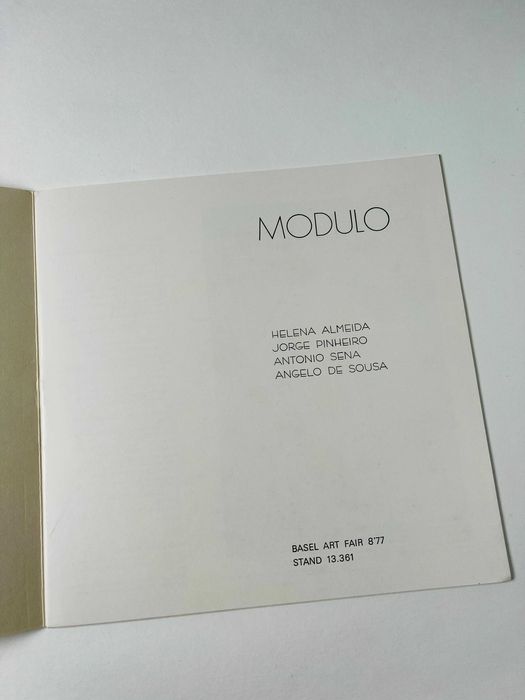 MODULO
HELENA ALMEIDA
JORGE PINHEIRO
ANTONIO SENA
ANGELO DE SOUSA
BASEL ART FAIR 8'77
STAND 13.361